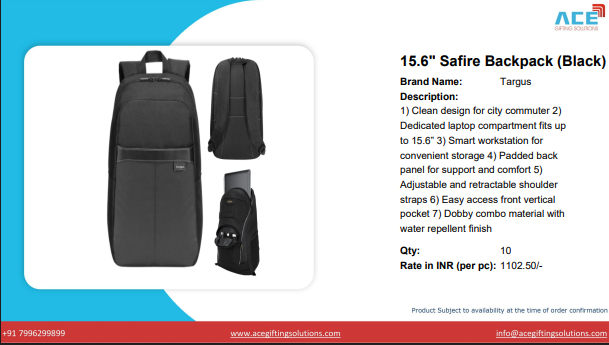 ACE
GIFTING SOLUTIONS
15.6" Safire Backpack (Black)
Brand Name: Targus
Description:
1) Clean design for city commuter 2)
Dedicated laptop compartment fits up
to 15.6" 3) Smart workstation for
convenient storage 4) Padded back
panel for support and comfort 5)
Adjustable and retractable shoulder
straps 6) Easy access front vertical
pocket 7) Dobby combo material with
water repellent finish
Qty: 10
Rate in INR (per pc): 1102.50/-
Product Subject to availability at the time of order confirmation
+91 7996299899
www.acegiftingsolutions.com
info@acegiftingsolutions.com